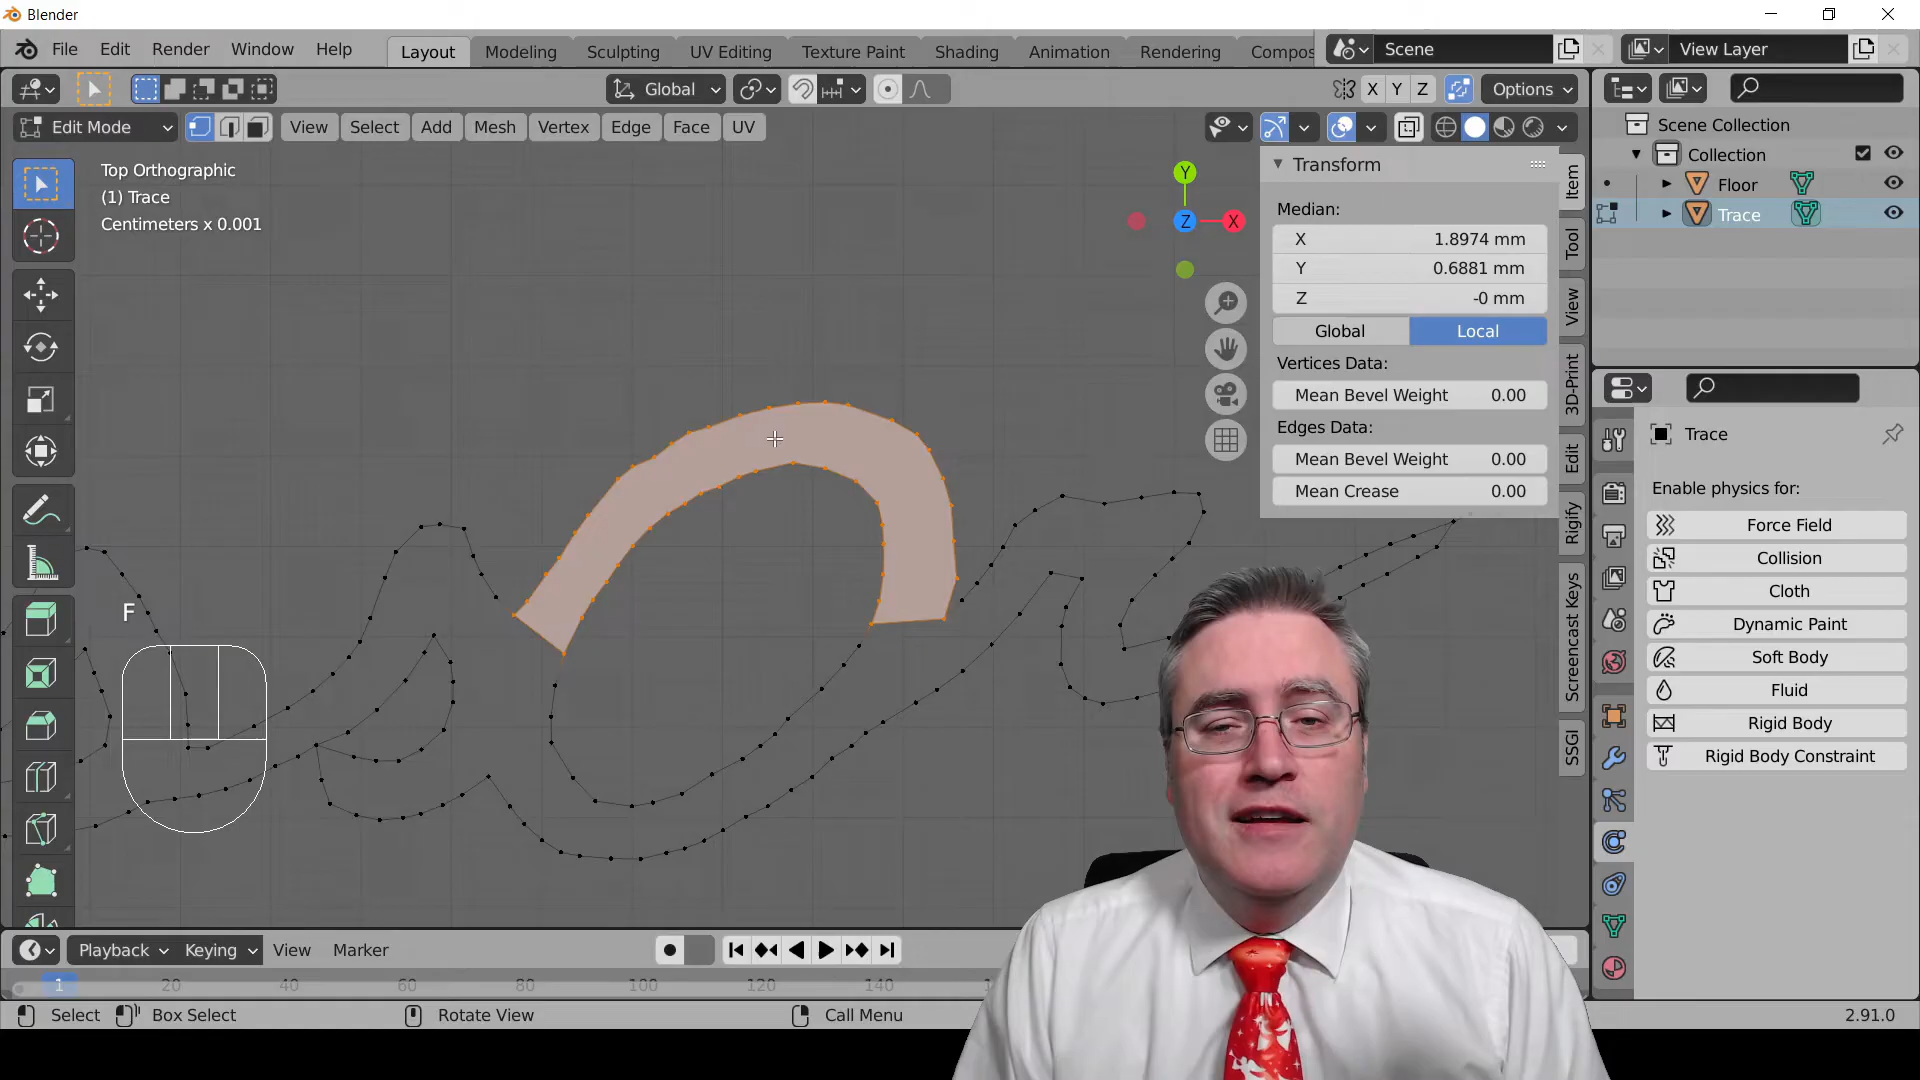 Blender
File Edit Render Window Help Layout Modeling Sculpting UV Editing Texture Paint Shading Animation Rendering Compos Scene View Layer
Global X Y Z Options
Edit Mode View Select Add Mesh Vertex Edge Face UV
Scene Collection
Collection
Floor
Trace
Top Orthographic
(1) Trace
Centimeters x 0.001
Y
Z
X
Transform
Median:
X 1.8974 mm
Y 0.6881 mm
Z -0 mm
Global Local
Vertices Data:
Mean Bevel Weight 0.00
Edges Data:
Mean Bevel Weight 0.00
Mean Crease 0.00
Item
Tool
View
3D-Print
Edit
Rigify
Screencast Keys
SSGI
Trace
Enable physics for:
Force Field
Collision
Cloth
Dynamic Paint
Soft Body
Fluid
Rigid Body
Rigid Body Constraint
F
Playback Keying View Marker
1 20 40 60 80 100 120 140
Select Box Select Rotate View Call Menu 2.91.0